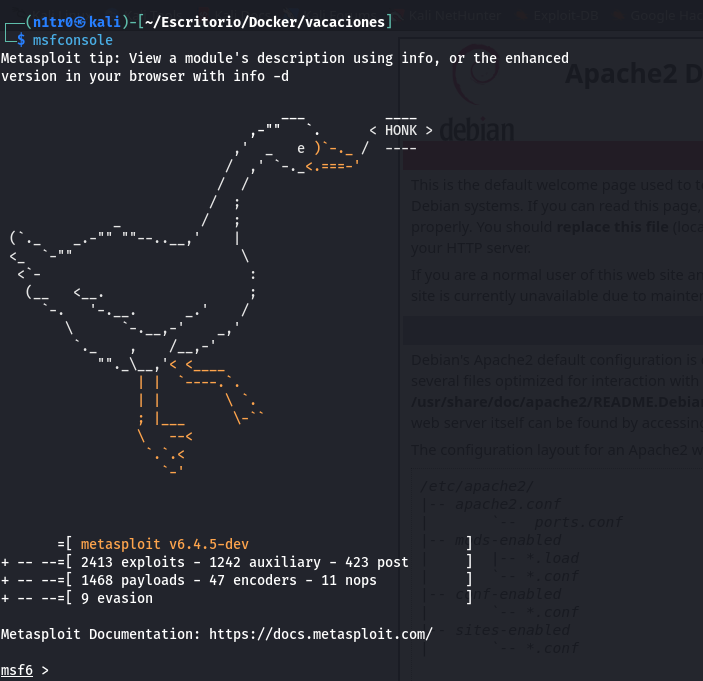 (n1tr0㉿kali)-[~/Escritorio/Docker/vacaciones]
$ msfconsole
Metasploit tip: View a module's description using info, or the enhanced
version in your browser with info -d
< HONK >
=[ metasploit v6.4.5-dev ]
+ -- --=[ 2413 exploits - 1242 auxiliary - 423 post ]
+ -- --=[ 1468 payloads - 47 encoders - 11 nops ]
+ -- --=[ 9 evasion ]
Metasploit Documentation: https://docs.metasploit.com/
msf6 >
Kali NetHunter Exploit-DB Google Hac
Apache2 D
debian
This is the default welcome page used to te
Debian systems. If you can read this page,
properly. You should replace this file (loca
your HTTP server.
If you are a normal user of this web site an
site is currently unavailable due to mainten
Debian's Apache2 default configuration is
several files optimized for interaction with
/usr/share/doc/apache2/README.Debia
web server itself can be found by accessing
The configuration layout for an Apache2 w
/etc/apache2/
|-- apache2.conf
| `-- ports.conf
|-- mods-enabled
| |-- *.load
| `-- *.conf
|-- conf-enabled
| `-- *.conf
|-- sites-enabled
| `-- *.conf